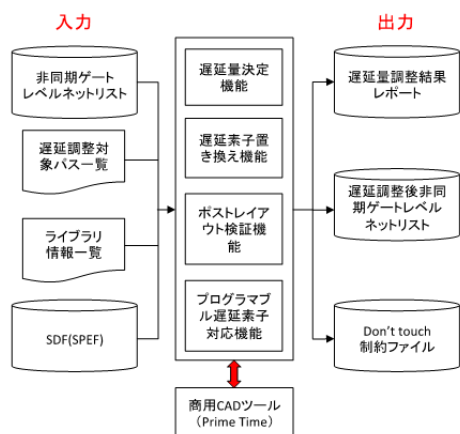 入力
非同期ゲート
レベルネットリスト
遅延調整対
象パス一覧
ライブラリ
情報一覧
SDF(SPEF)
遅延量決定
機能
遅延素子置
き換え機能
ポストレイア
ウト検証機
能
プログラマブ
ル遅延素子
対応機能
商用CADツール
(Prime Time)
出力
遅延量調整結果
レポート
遅延調整後非同
期ゲートレベル
ネットリスト
Don't touch
制約ファイル